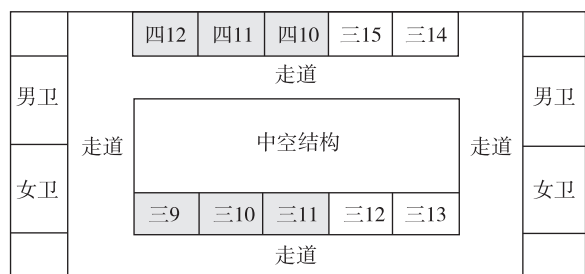 四12 四11 四10 三15 三14
走道
男卫 男卫
走道 中空结构 走道
女卫 三9 三10 三11 三12 三13 女卫
走道